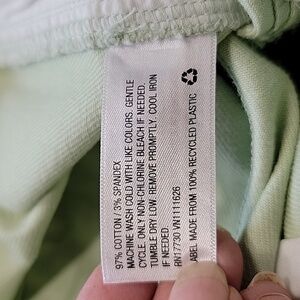 97% COTTON / 3% SPANDEX
MACHINE WASH COLD WITH LIKE COLORS. GENTLE
CYCLE. ONLY NON-CHLORINE BLEACH IF NEEDED.
TUMBLE DRY LOW. REMOVE PROMPTLY. COOL IRON
IF NEEDED.
RN17730 VN1111626
LABEL MADE FROM 100% RECYCLED PLASTIC